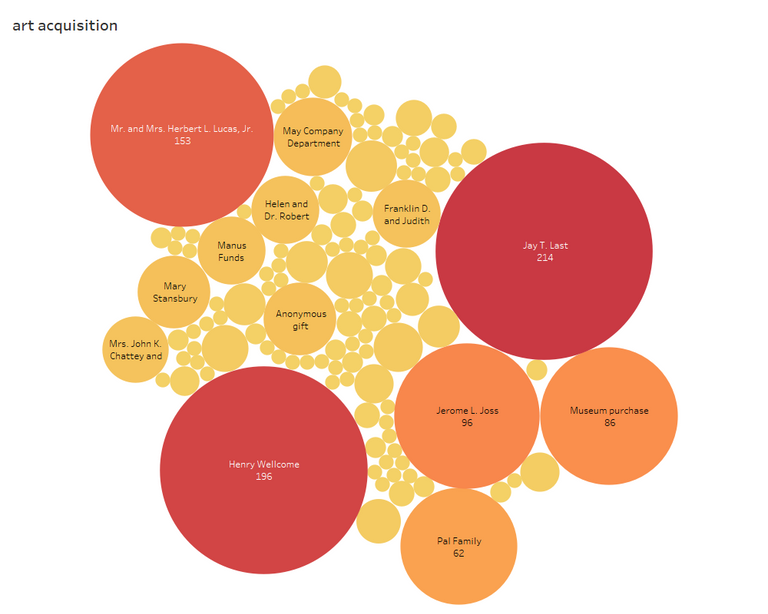 art acquisition
Mr. and Mrs. Herbert L. Lucas, Jr.
153
May Company
Department
Helen and
Dr. Robert
Franklin D.
and Judith
Manus
Funds
Jay T. Last
214
Mary
Stansbury
Anonymous
gift
Mrs. John K.
Chattey and
Jerome L. Joss
96
Museum purchase
86
Henry Wellcome
196
Pal Family
62